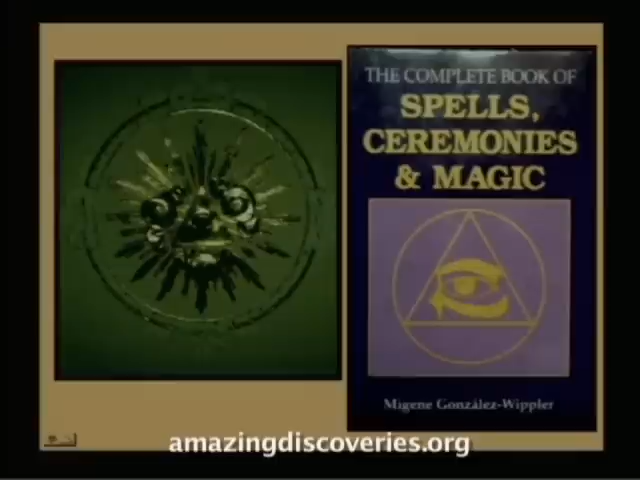 THE COMPLETE BOOK OF
SPELLS,
CEREMONIES
& MAGIC
Migene González-Wippler
amazingdiscoveries.org